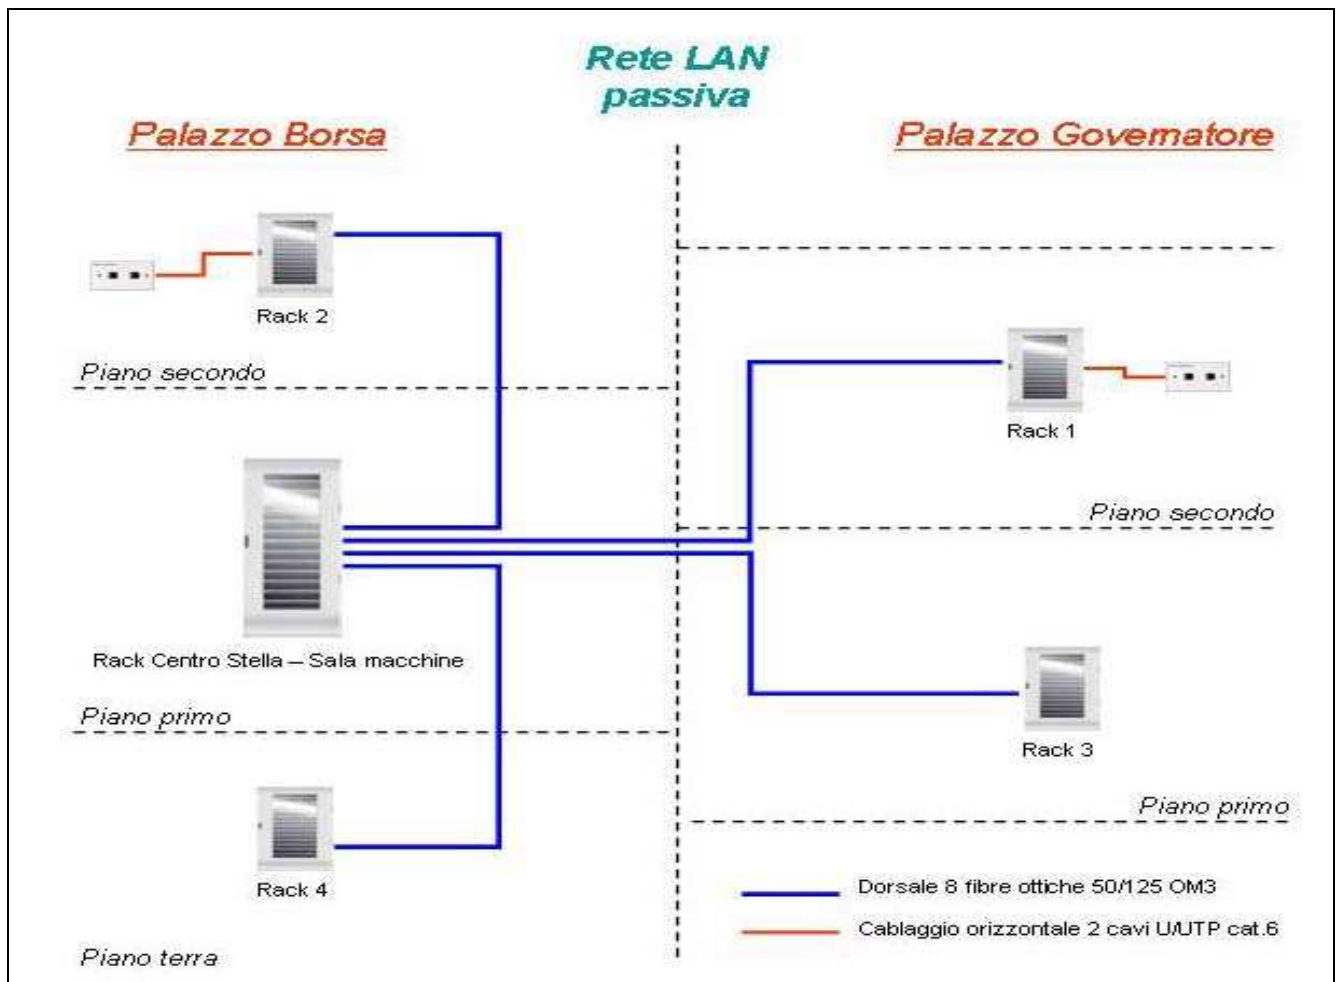 Rete LAN
passiva
Palazzo Borsa
Palazzo Governatore
Rack 2
Piano secondo
Rack 1
Piano secondo
Rack Centro Stella – Sala macchine
Piano primo
Rack 3
Piano primo
Rack 4
Dorsale 8 fibre ottiche 50/125 OM3
Cablaggio orizzontale 2 cavi U/UTP cat.6
Piano terra